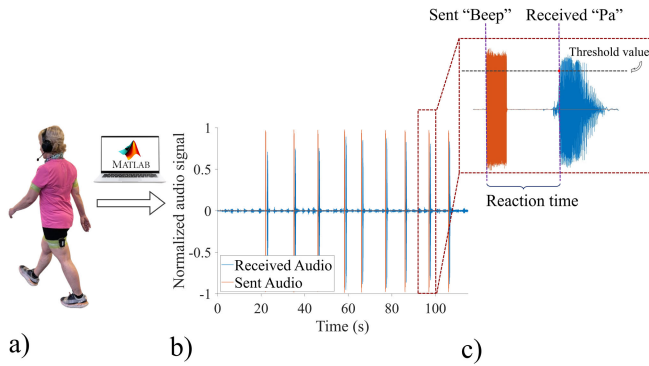 Sent “Beep”
Received “Pa”
Threshold value
MATLAB
Normalized audio signal
1
0.5
0
-0.5
-1
Received Audio
Sent Audio
0
20
40
60
80
100
Time (s)
Reaction time
a)
b)
c)